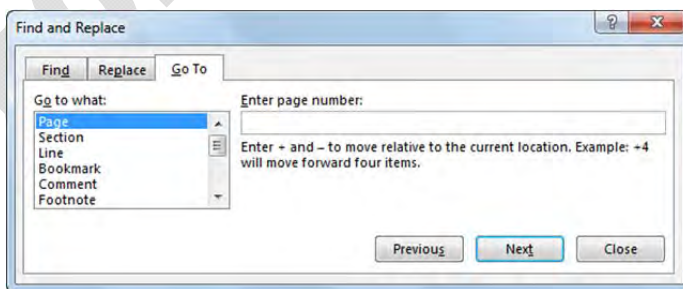 Find and Replace
Find
Replace
Go To
Go to what:
Page
Section
Line
Bookmark
Comment
Footnote
Enter page number:
Enter + and – to move relative to the current location. Example: +4
will move forward four items.
Previous
Next
Close